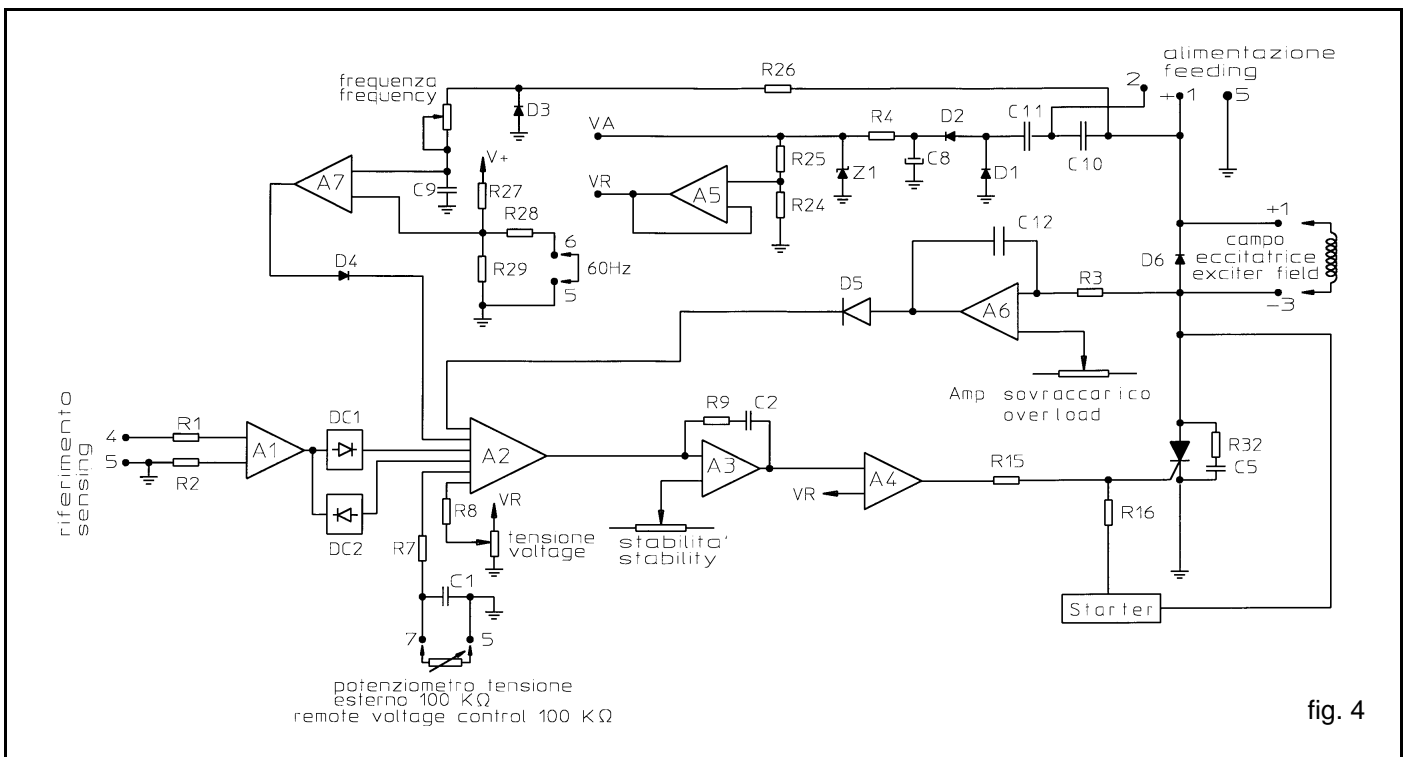 alimentazione
feeding
2
+1
5
frequenza
frequency
R26
D3
VA
R4
D2
C11
C10
V+
R25
C8
Z1
D1
A7
C9
R27
VR
A5
R24
R28
6
60Hz
5
R29
C12
+1
campo
eccitatrice
exciter field
-3
D6
D4
D5
R3
A6
Amp sovraccarico
overload
riferimento
sensing
4
5
R1
R2
A1
DC1
DC2
A2
R9
C2
A3
A4
VR
R15
R32
C5
R16
R8
VR
tensione
voltage
R7
stabilita'
stability
C1
7
5
Starter
potenziometro tensione
esterno 100 KΩ
remote voltage control 100 KΩ
fig. 4